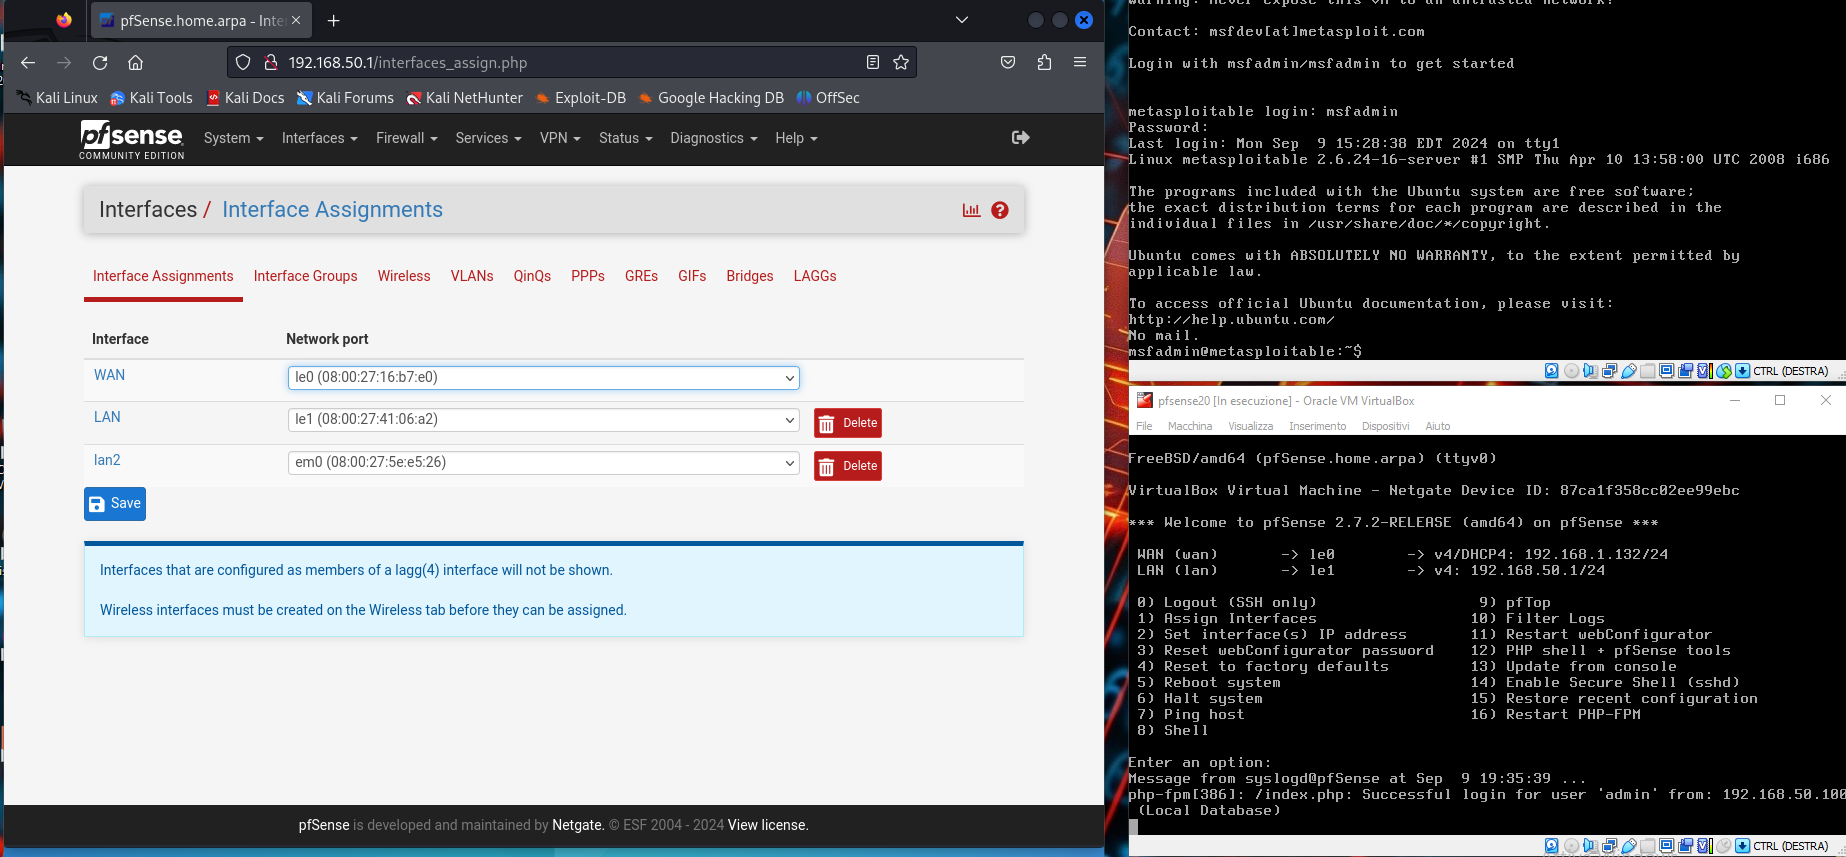 pfSense.home.arpa - Inte
192.168.50.1/interfaces_assign.php
Kali Linux Kali Tools Kali Docs Kali Forums Kali NetHunter Exploit-DB Google Hacking DB OffSec
pfsense
COMMUNITY EDITION
System Interfaces Firewall Services VPN Status Diagnostics Help
Interfaces / Interface Assignments
Interface Assignments Interface Groups Wireless VLANs QinQs PPPs GREs GIFs Bridges LAGGs
Interface Network port
WAN le0 (08:00:27:16:b7:e0)
LAN le1 (08:00:27:41:06:a2) Delete
lan2 em0 (08:00:27:5e:e5:26) Delete
Save
Interfaces that are configured as members of a lagg(4) interface will not be shown.
Wireless interfaces must be created on the Wireless tab before they can be assigned.
pfSense is developed and maintained by Netgate. © ESF 2004 - 2024 View license.
Warning: Never expose this VM to an untrusted network!
Contact: msfdev[at]metasploit.com
Login with msfadmin/msfadmin to get started
metasploitable login: msfadmin
Password:
Last login: Mon Sep  9 15:28:38 EDT 2024 on tty1
Linux metasploitable 2.6.24-16-server #1 SMP Thu Apr 10 13:58:00 UTC 2008 i686
The programs included with the Ubuntu system are free software;
the exact distribution terms for each program are described in the
individual files in /usr/share/doc/*/copyright.
Ubuntu comes with ABSOLUTELY NO WARRANTY, to the extent permitted by
applicable law.
To access official Ubuntu documentation, please visit:
http://help.ubuntu.com/
No mail.
msfadmin@metasploitable:~$
CTRL (DESTRA)
pfsense20 [In esecuzione] - Oracle VM VirtualBox
File Macchina Visualizza Inserimento Dispositivi Aiuto
FreeBSD/amd64 (pfSense.home.arpa) (ttyv0)
VirtualBox Virtual Machine - Netgate Device ID: 87ca1f358cc02ee99ebc
*** Welcome to pfSense 2.7.2-RELEASE (amd64) on pfSense ***
WAN (wan) -> le0 -> v4/DHCP4: 192.168.1.132/24
LAN (lan) -> le1 -> v4: 192.168.50.1/24
0) Logout (SSH only) 9) pfTop
1) Assign Interfaces 10) Filter Logs
2) Set interface(s) IP address 11) Restart webConfigurator
3) Reset webConfigurator password 12) PHP shell + pfSense tools
4) Reset to factory defaults 13) Update from console
5) Reboot system 14) Enable Secure Shell (sshd)
6) Halt system 15) Restore recent configuration
7) Ping host 16) Restart PHP-FPM
8) Shell
Enter an option:
Message from syslogd@pfSense at Sep  9 19:35:39 ...
php-fpm[386]: /index.php: Successful login for user 'admin' from: 192.168.50.100
(Local Database)
CTRL (DESTRA)